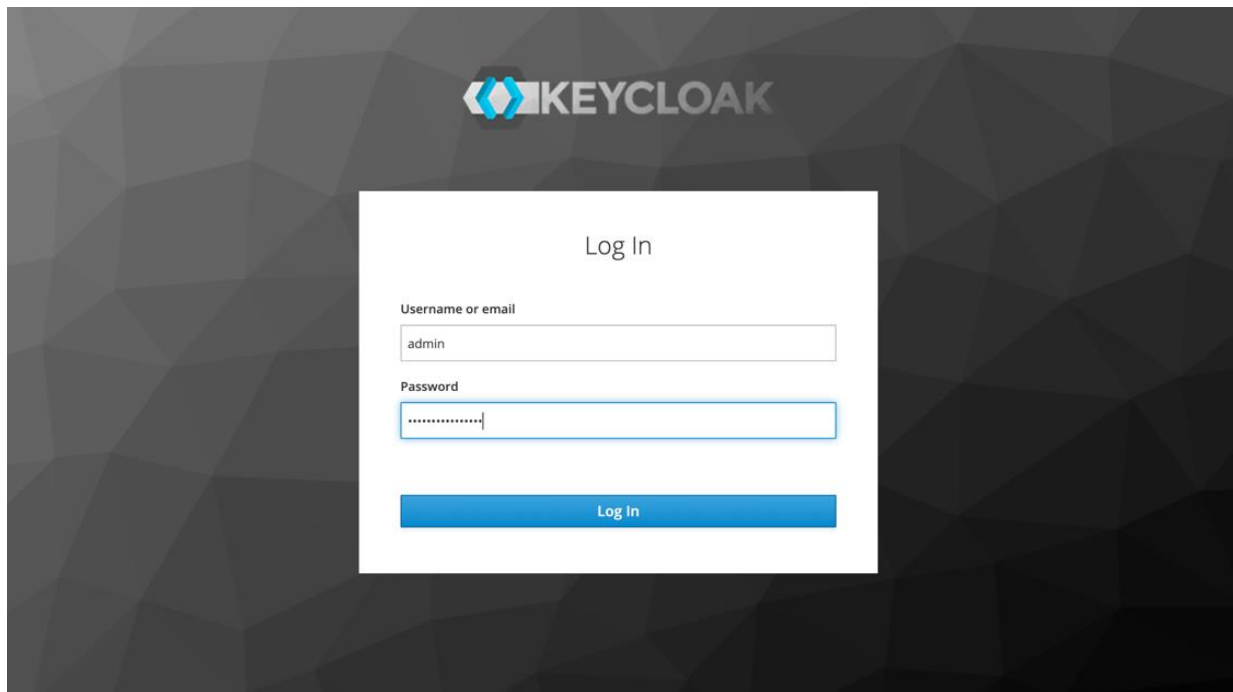 KEYCLOAK
Log In
Username or email
admin
Password
••••••••••••••••
Log In